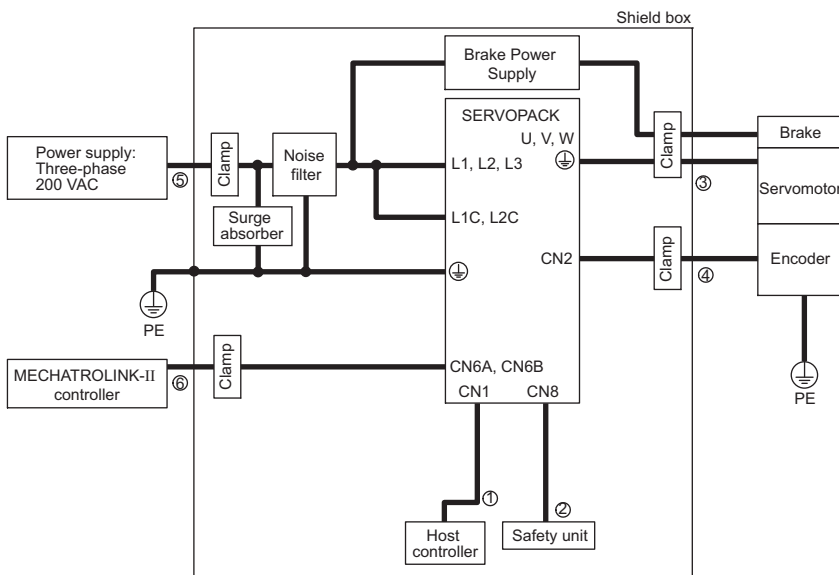 Shield box
Brake Power
Supply
SERVOPACK
U, V, W
Clamp
Brake
Power supply:
Three-phase
200 VAC
⑤
Clamp
Noise
filter
L1, L2, L3
③
Servomotor
Surge
absorber
L1C, L2C
CN2
Clamp
④
Encoder
PE
MECHATROLINK-II
controller
⑥
Clamp
CN6A, CN6B
CN1
CN8
PE
①
②
Host
controller
Safety unit